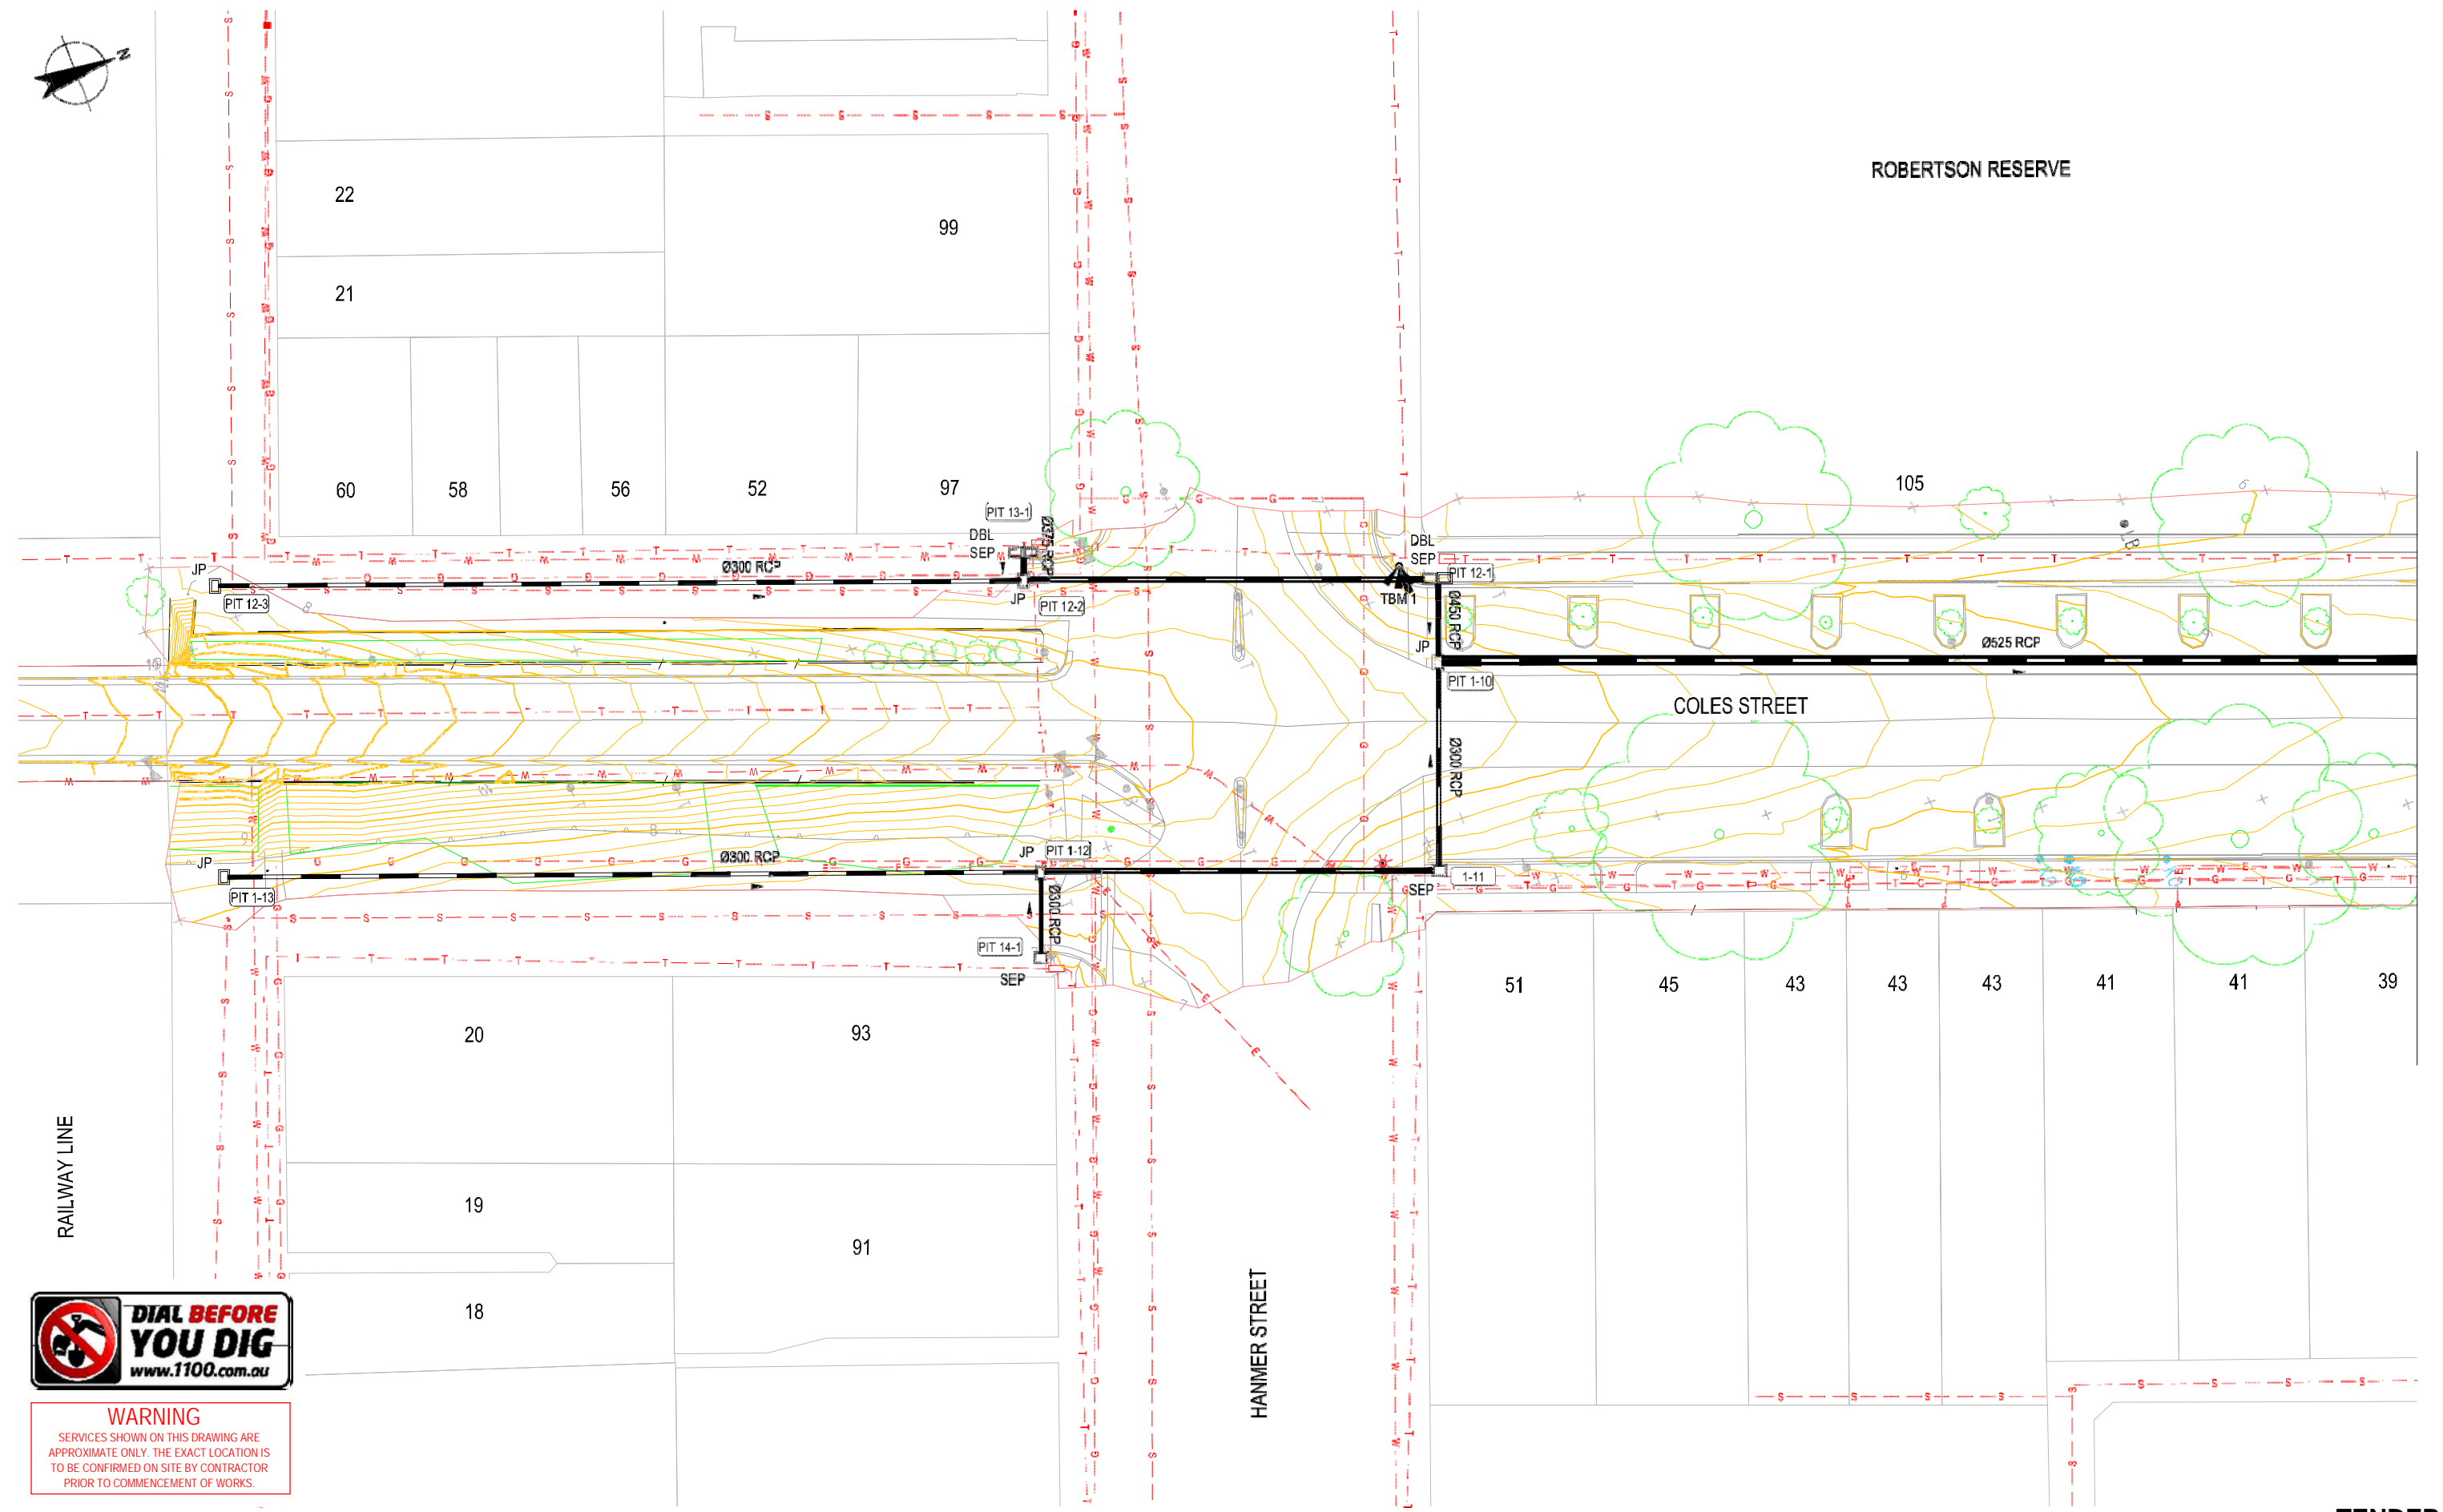 N
ROBERTSON RESERVE
22
99
21
105
60
58
56
52
97
PIT 13-1
DBL
SEP
Ø375 RCP
DBL
SEP
JP
Ø300 RCP
PIT 12-1
PIT 12-3
JP
PIT 12-2
TBM 1
Ø450 RCP
JP
Ø525 RCP
PIT 1-10
COLES STREET
Ø300 RCP
JP
Ø300 RCP
JP
PIT 1-12
PIT 1-13
SEP
1-11
Ø300 RCP
PIT 14-1
SEP
51
45
43
43
43
41
41
39
20
93
19
91
18
RAILWAY LINE
HANMER STREET
DIAL BEFORE
YOU DIG
www.1100.com.au
WARNING
SERVICES SHOWN ON THIS DRAWING ARE
APPROXIMATE ONLY. THE EXACT LOCATION IS
TO BE CONFIRMED ON SITE BY CONTRACTOR
PRIOR TO COMMENCEMENT OF WORKS.